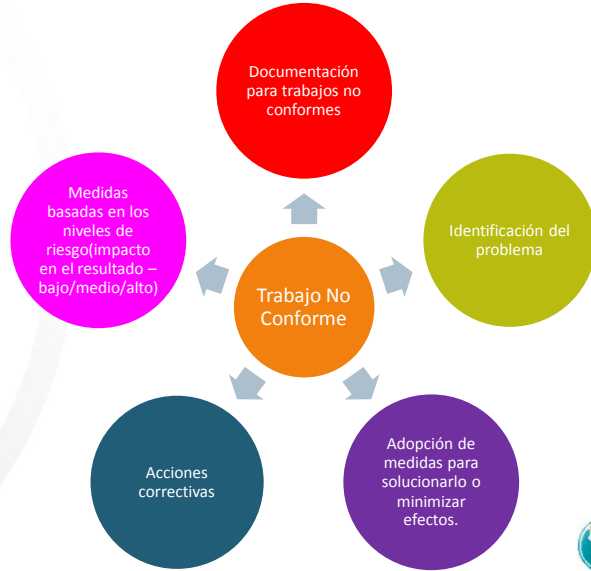 Documentación
para trabajos no
conformes
Medidas
basadas en los
niveles de
riesgo(impacto
en el resultado –
bajo/medio/alto)
Identificación del
problema
Trabajo No
Conforme
Acciones
correctivas
Adopción de
medidas para
solucionarlo o
minimizar
efectos.